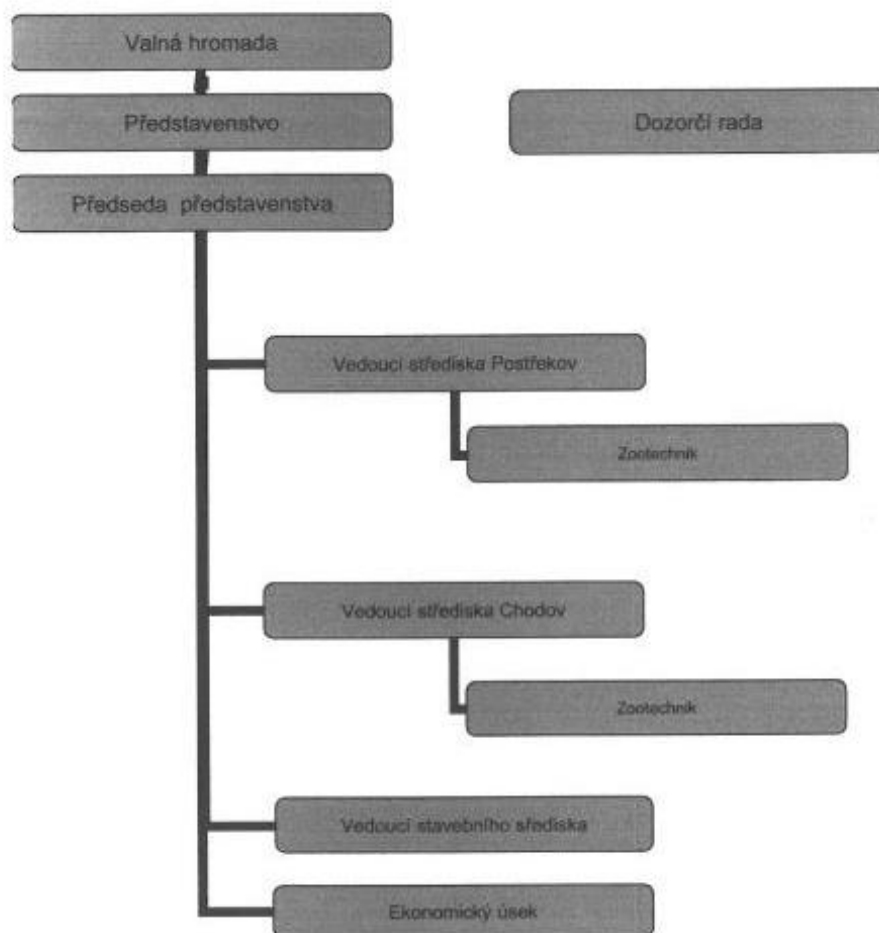 Valná hromada
Představenstvo
Dozorčí rada
Předseda představenstva
Vedoucí střediska Postřekov
Zootechnik
Vedoucí střediska Chodov
Zootechnik
Vedoucí stavebního sřediska
Ekonomický úsek